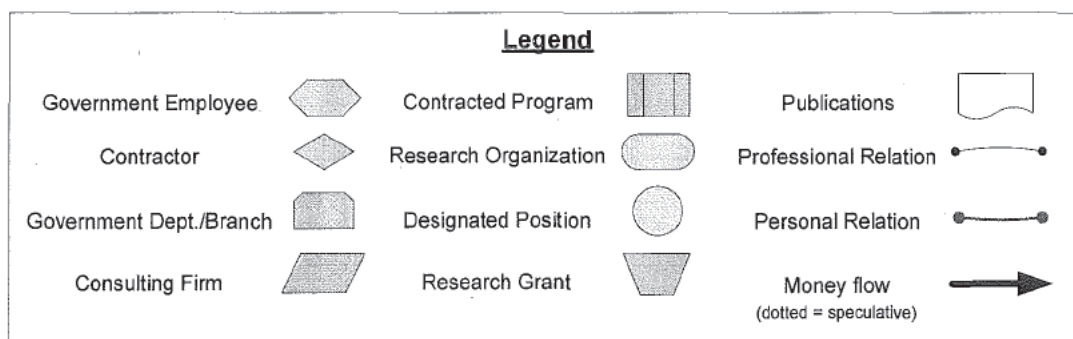 Legend
Government Employee
Contracted Program
Publications
Contractor
Research Organization
Professional Relation
Government Dept./Branch
Designated Position
Personal Relation
Consulting Firm
Research Grant
Money flow
(dotted = speculative)